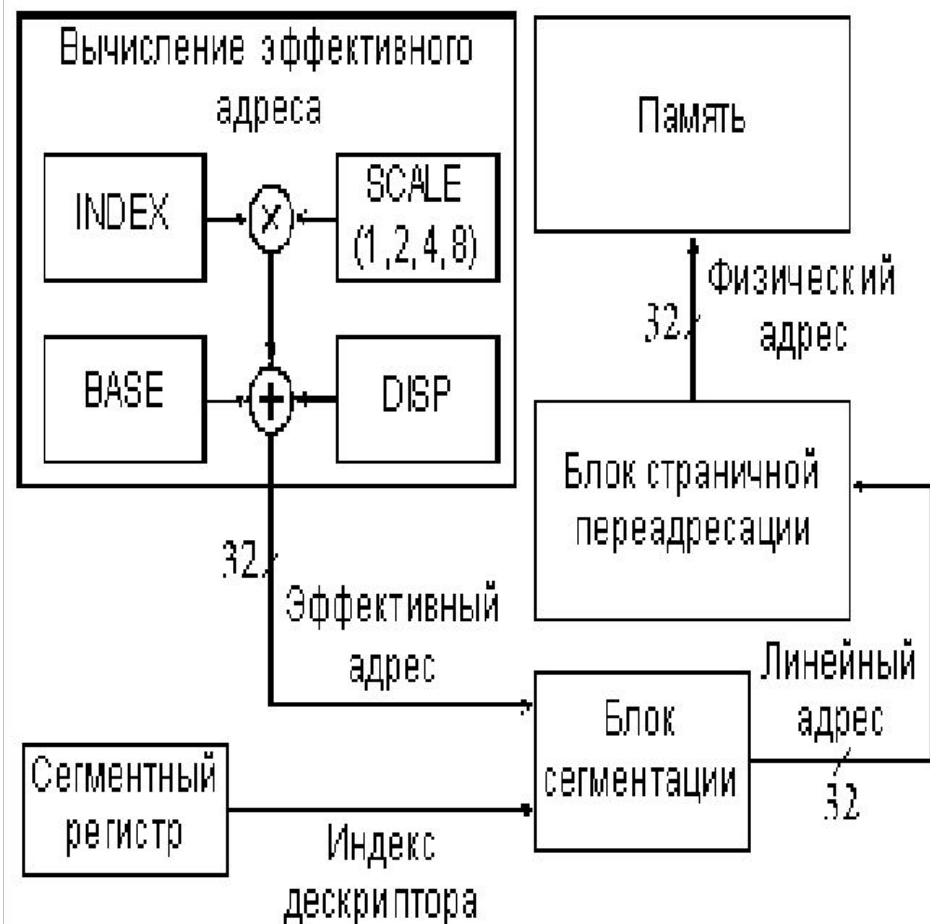 Вычисление эффективного
адреса
INDEX
SCALE
(1,2,4,8)
BASE
DISP
32
Эффективный
адрес
Сегментный
регистр
Индекс
дескриптора
Блок
сегментации
Линейный
адрес
32
Блок страничной
переадресации
32
Физический
адрес
Память